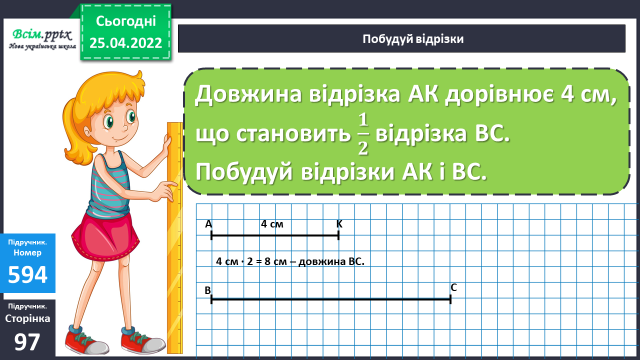 Всім.pptx
Нова українська школа
Сьогодні
25.04.2022
Побудуй відрізки
Довжина відрізка АК дорівнює 4 см,
що становить 1/2 відрізка ВС.
Побудуй відрізки АК і ВС.
А 4 см К
4 см · 2 = 8 см – довжина ВС.
В С
Підручник.
Номер
594
Підручник.
Сторінка
97